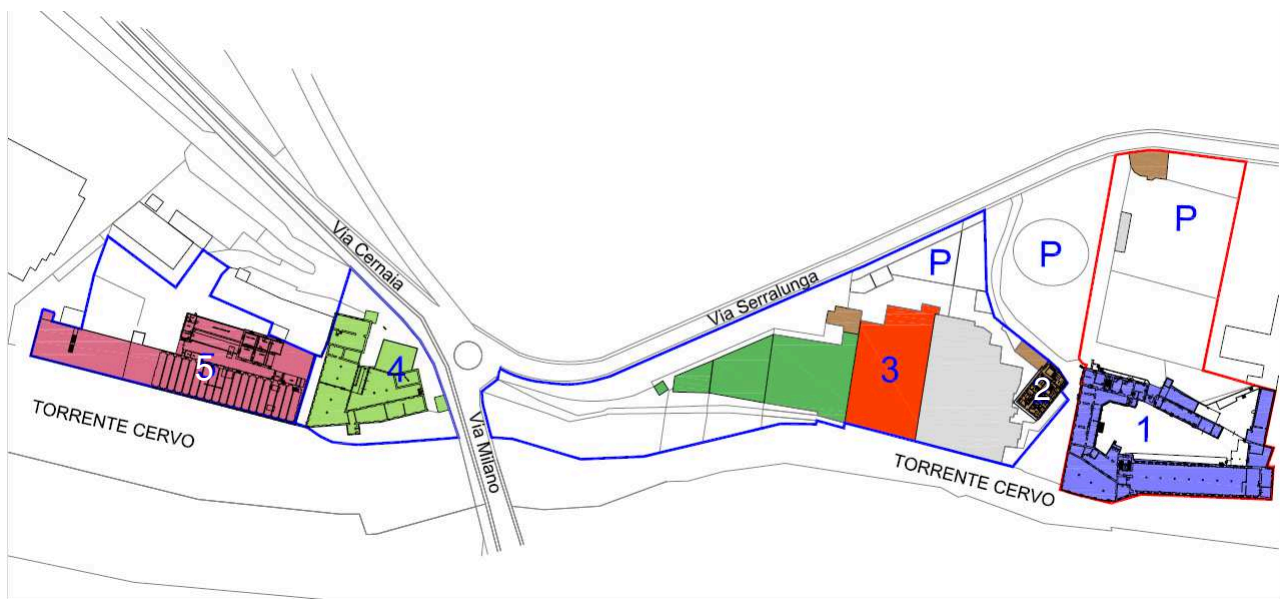 Via Cernaia
Via Serralunga
P
P
P
5
4
3
2
1
TORRENTE CERVO
Via Milano
TORRENTE CERVO